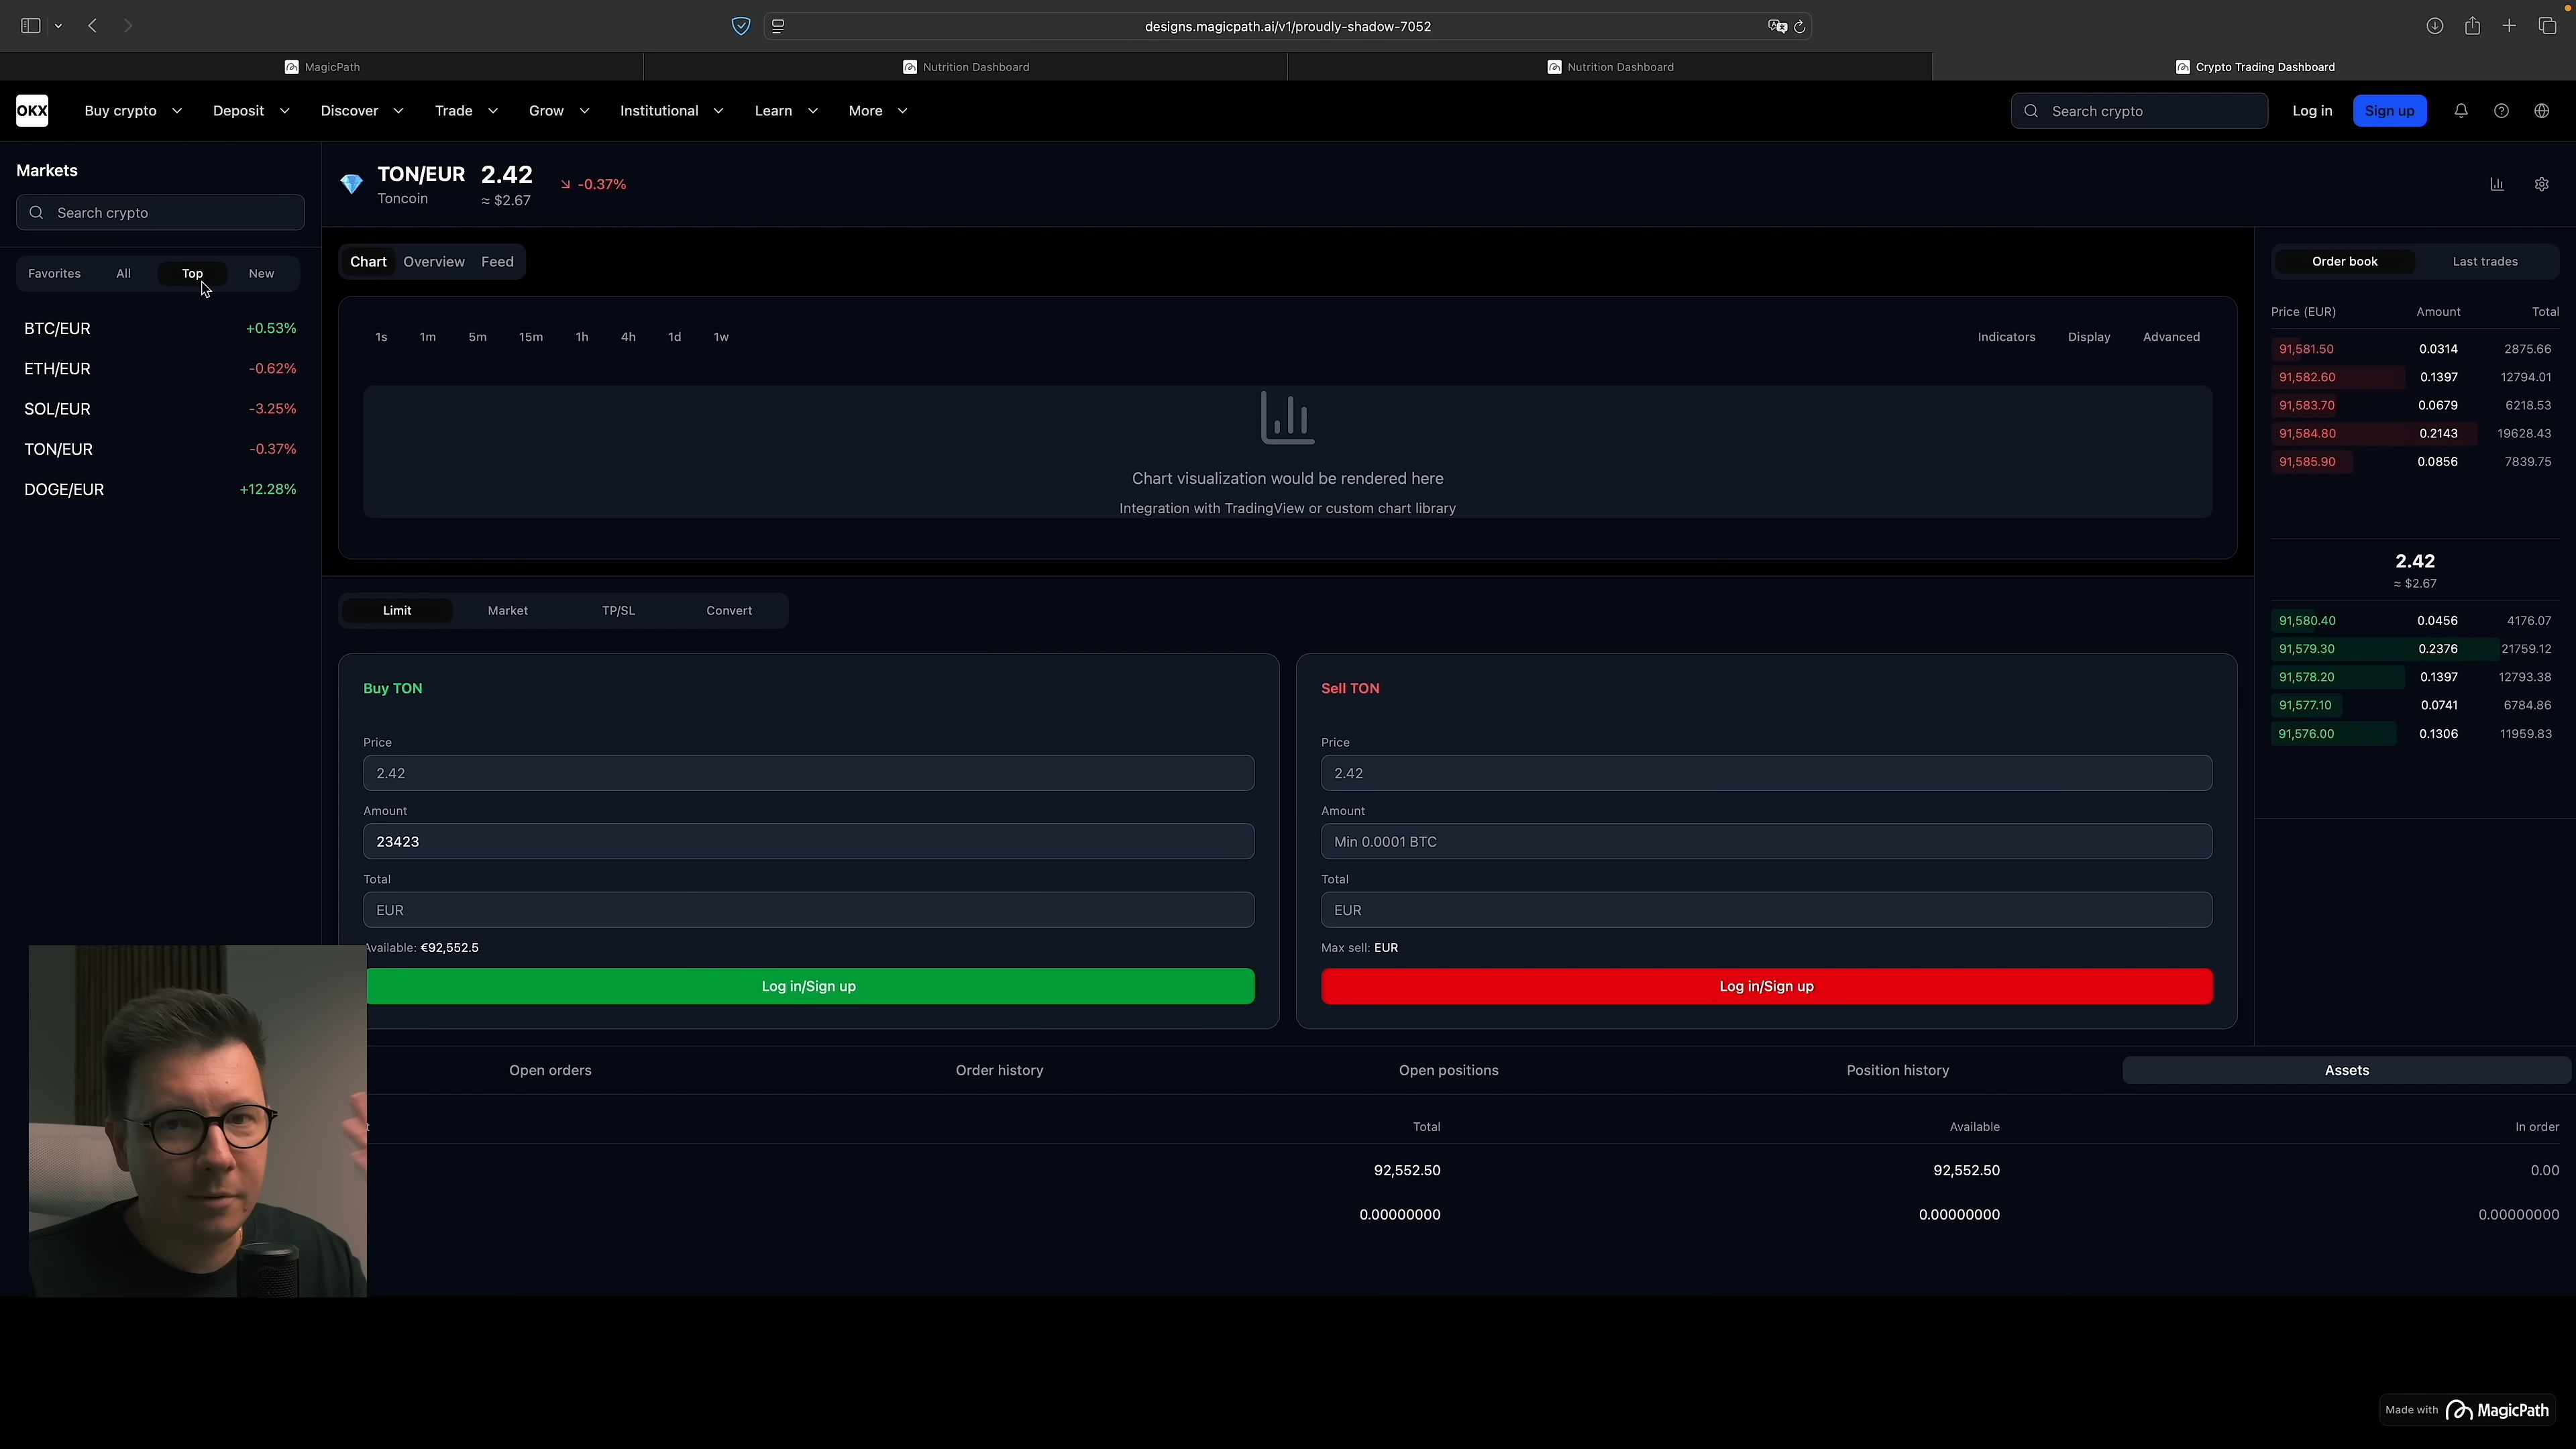 designs.magicpath.ai/v1/proudly-shadow-7052
MagicPath
Nutrition Dashboard
Nutrition Dashboard
Crypto Trading Dashboard
OKX
Buy crypto
Deposit
Discover
Trade
Grow
Institutional
Learn
More
Search crypto
Log in
Sign up
Markets
Search crypto
Favorites
All
Top
New
BTC/EUR +0.53%
ETH/EUR -0.62%
SOL/EUR -3.25%
TON/EUR -0.37%
DOGE/EUR +12.28%
TON/EUR 2.42
-0.37%
Toncoin ≈ $2.67
Chart Overview Feed
1s 1m 5m 15m 1h 4h 1d 1w
Indicators Display Advanced
Chart visualization would be rendered here
Integration with TradingView or custom chart library
Limit Market TP/SL Convert
Buy TON
Price
2.42
Amount
23423
Total
EUR
Available: €92,552.5
Log in/Sign up
Sell TON
Price
2.42
Amount
Min 0.0001 BTC
Total
EUR
Max sell: EUR
Log in/Sign up
Order book Last trades
Price (EUR) Amount Total
91,581.50 0.0314 2875.66
91,582.60 0.1397 12794.01
91,583.70 0.0679 6218.53
91,584.80 0.2143 19628.43
91,585.90 0.0856 7839.75
2.42
≈ $2.67
91,580.40 0.0456 4176.07
91,579.30 0.2376 21759.12
91,578.20 0.1397 12793.38
91,577.10 0.0741 6784.86
91,576.00 0.1306 11959.83
Open orders Order history Open positions Position history Assets
t Total Available In order
92,552.50 92,552.50 0.00
0.00000000 0.00000000 0.00000000
Made with MagicPath